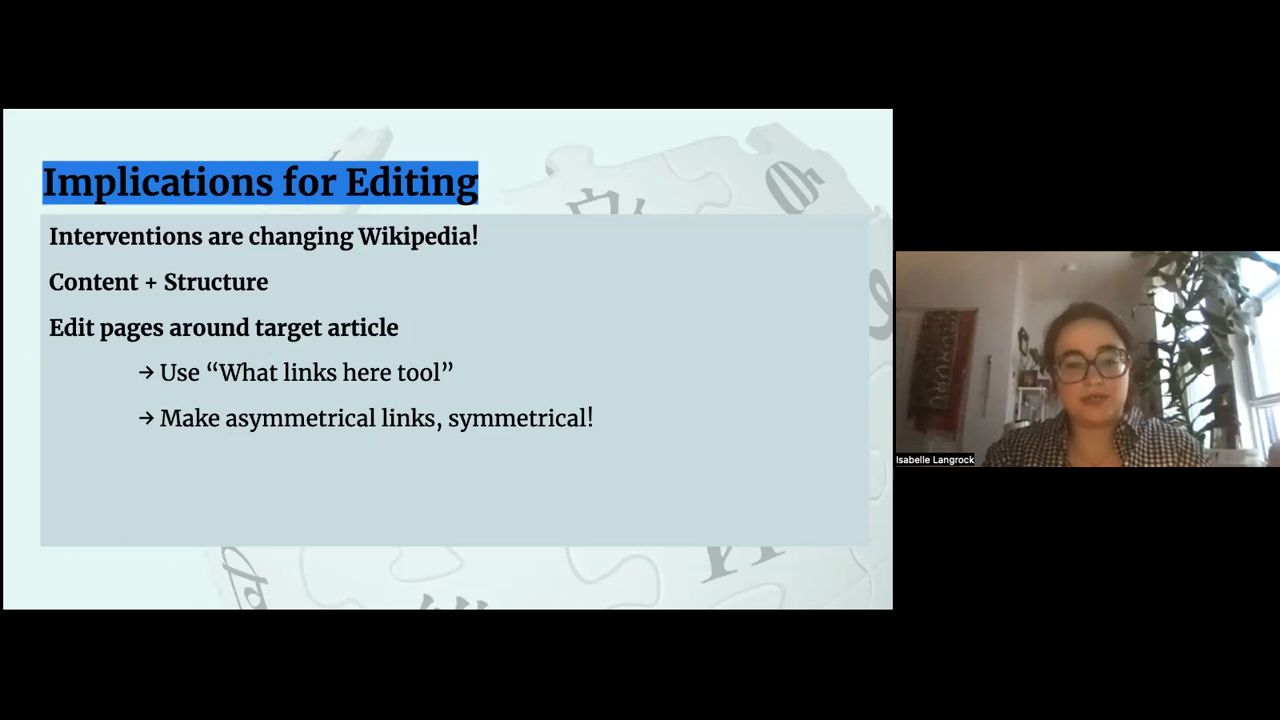 Implications for Editing
Interventions are changing Wikipedia!
Content + Structure
Edit pages around target article
→ Use “What links here tool”
→ Make asymmetrical links, symmetrical!
Isabelle Langrock